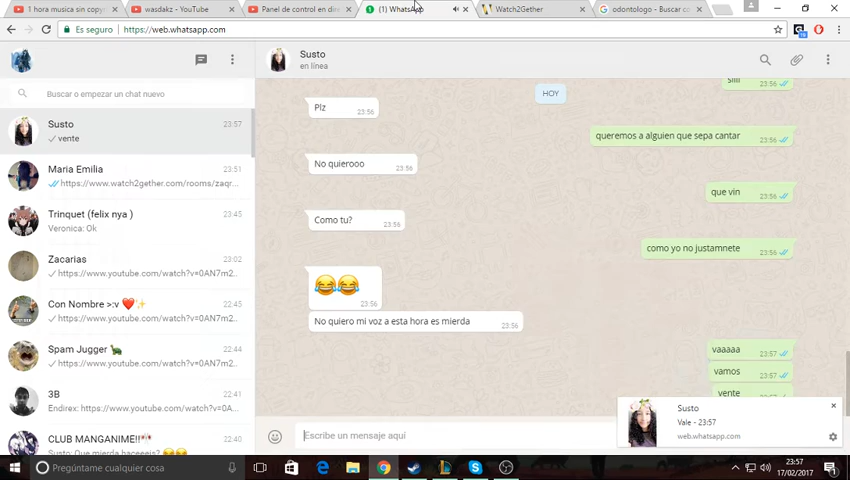 1 hora musica sin copy
wasdakz - YouTube
Panel de control en dire
(1) WhatsApp
Watch2Gether
odontologo - Buscar co
Es seguro
https://web.whatsapp.com
Susto
en línea
Buscar o empezar un chat nuevo
Susto
23:57
vente
Maria Emilia
23:51
https://www.watch2gether.com/rooms/zaqr...
Trinquet (felix nya )
23:45
Veronica: Ok
Zacarias
23:02
https://www.youtube.com/watch?v=0AN7m2...
Con Nombre >:v ❤️✨
22:45
https://www.youtube.com/watch?v=0AN7m2..
Spam Jugger 🐢
22:44
https://www.youtube.com/watch?v=0AN7m2..
3B
22:41
Endirex: https://www.youtube.com/watch?v=...
CLUB MANGANIME!!
22:40
Susto: Que mierda haceeeis?
siiii
23:56
HOY
Plz
23:56
queremos a alguien que sepa cantar
23:56
No quierooo
23:56
que vin
23:56
Como tu?
23:56
como yo no justamnete
23:56
😂😂
23:56
No quiero mi voz a esta hora es mierda
23:56
vaaaaa
23:57
vamos
23:57
vente
Escribe un mensaje aquí
Susto
Vale - 23:57
web.whatsapp.com
Pregúntame cualquier cosa
23:57
17/02/2017